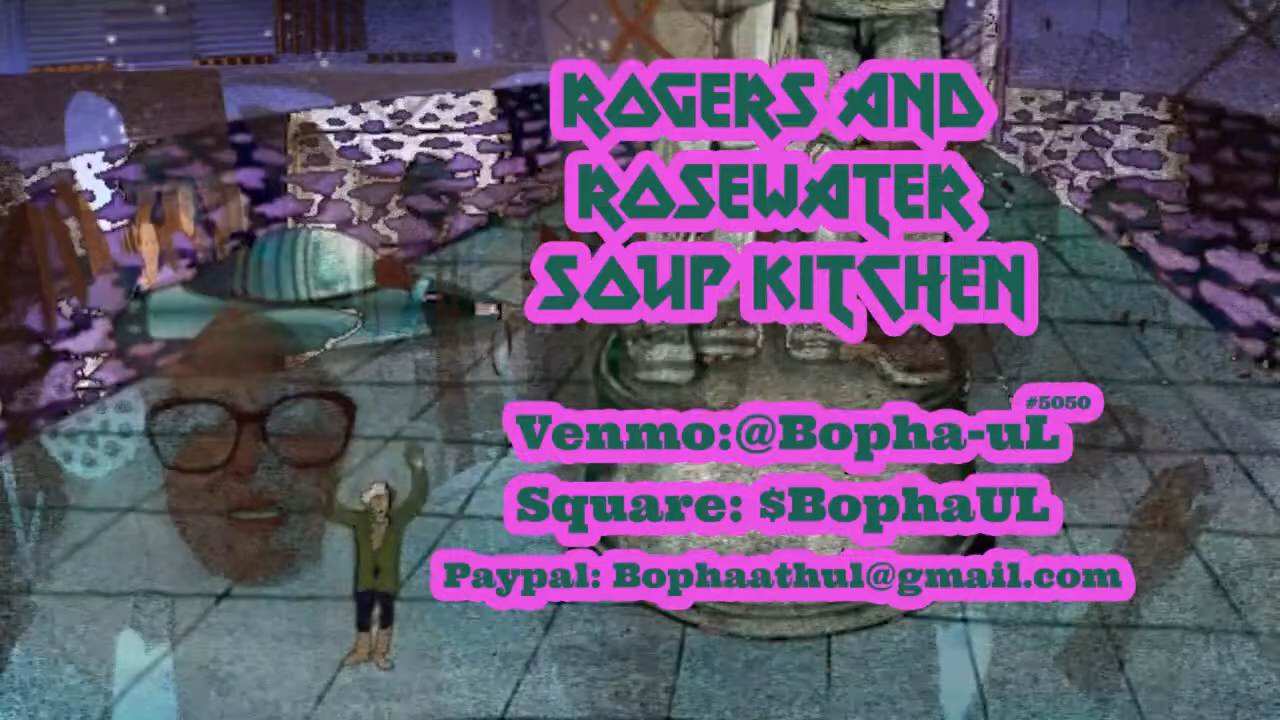 ROGERS AND
ROSEWATER
SOUP KITCHEN
#5050
Venmo:@Bopha-uL
Square: $BophaUL
Paypal: Bophaathul@gmail.com